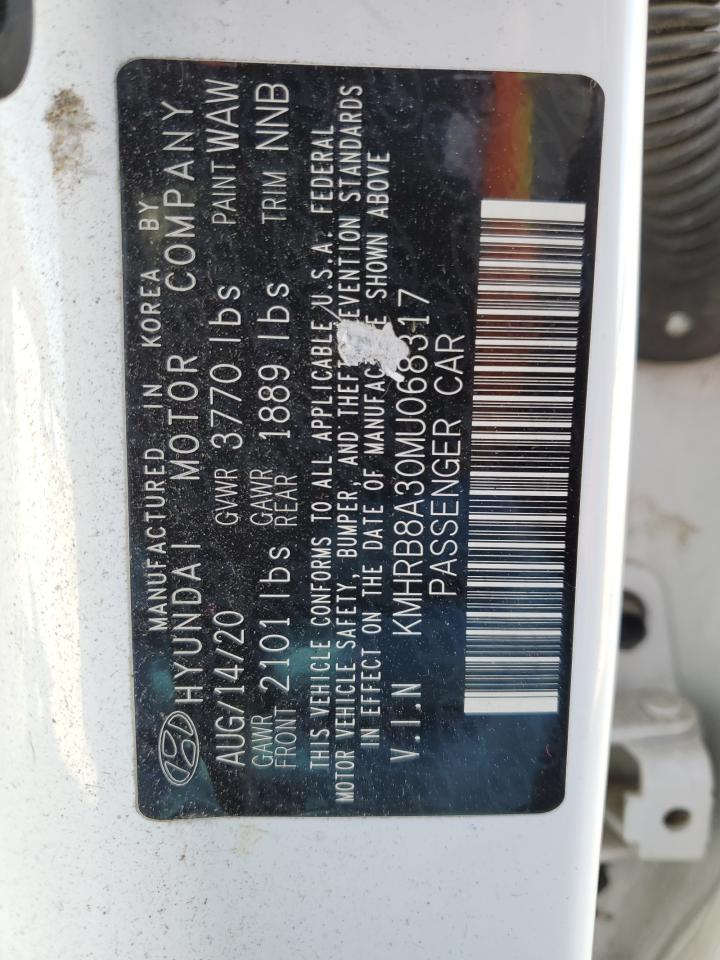 MANUFACTURED IN KOREA BY
HYUNDAI MOTOR COMPANY
AUG/14/20 GVWR 3770 lbs PAINT WAW
GAWR FRONT 2101 lbs GAWR REAR 1889 lbs TRIM NNB
THIS VEHICLE CONFORMS TO ALL APPLICABLE U.S.A. FEDERAL
MOTOR VEHICLE SAFETY, BUMPER, AND THEFT EVENTION STANDARDS
IN EFFECT ON THE DATE OF MANUFAC E SHOWN ABOVE
V.I.N KMHRB8A30MU068317
PASSENGER CAR